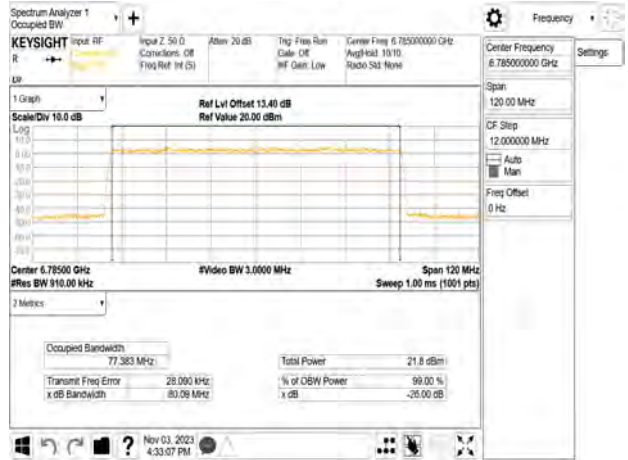 Spectrum Analyzer 1
Occupied BW
Frequency
KEYSIGHT
Input: RF
Input Z: 50 Ω
Atten: 20 dB
Trig: Free Run
Center Freq: 6.785000000 GHz
R
Corrections: Off
Gate: Off
Avg|Hold: 10/10
Freq Ref: Int (S)
#IF Gain: Low
Radio Std: None
Center Frequency
6.785000000 GHz
Settings
Span
120.00 MHz
CF Step
12.000000 MHz
Auto
Man
Freq Offset
0 Hz
1 Graph
Ref Lvl Offset 13.40 dB
Scale/Div 10.0 dB
Ref Value 20.00 dBm
Log
Center 6.78500 GHz
#Video BW 3.0000 MHz
Span 120 MHz
#Res BW 910.00 kHz
Sweep 1.00 ms (1001 pts)
2 Metrics
Occupied Bandwidth
77.383 MHz
Total Power
21.8 dBm
Transmit Freq Error
28.090 kHz
% of OBW Power
99.00 %
x dB Bandwidth
80.09 MHz
x dB
-26.00 dB
Nov 03, 2023
4:33:07 PM